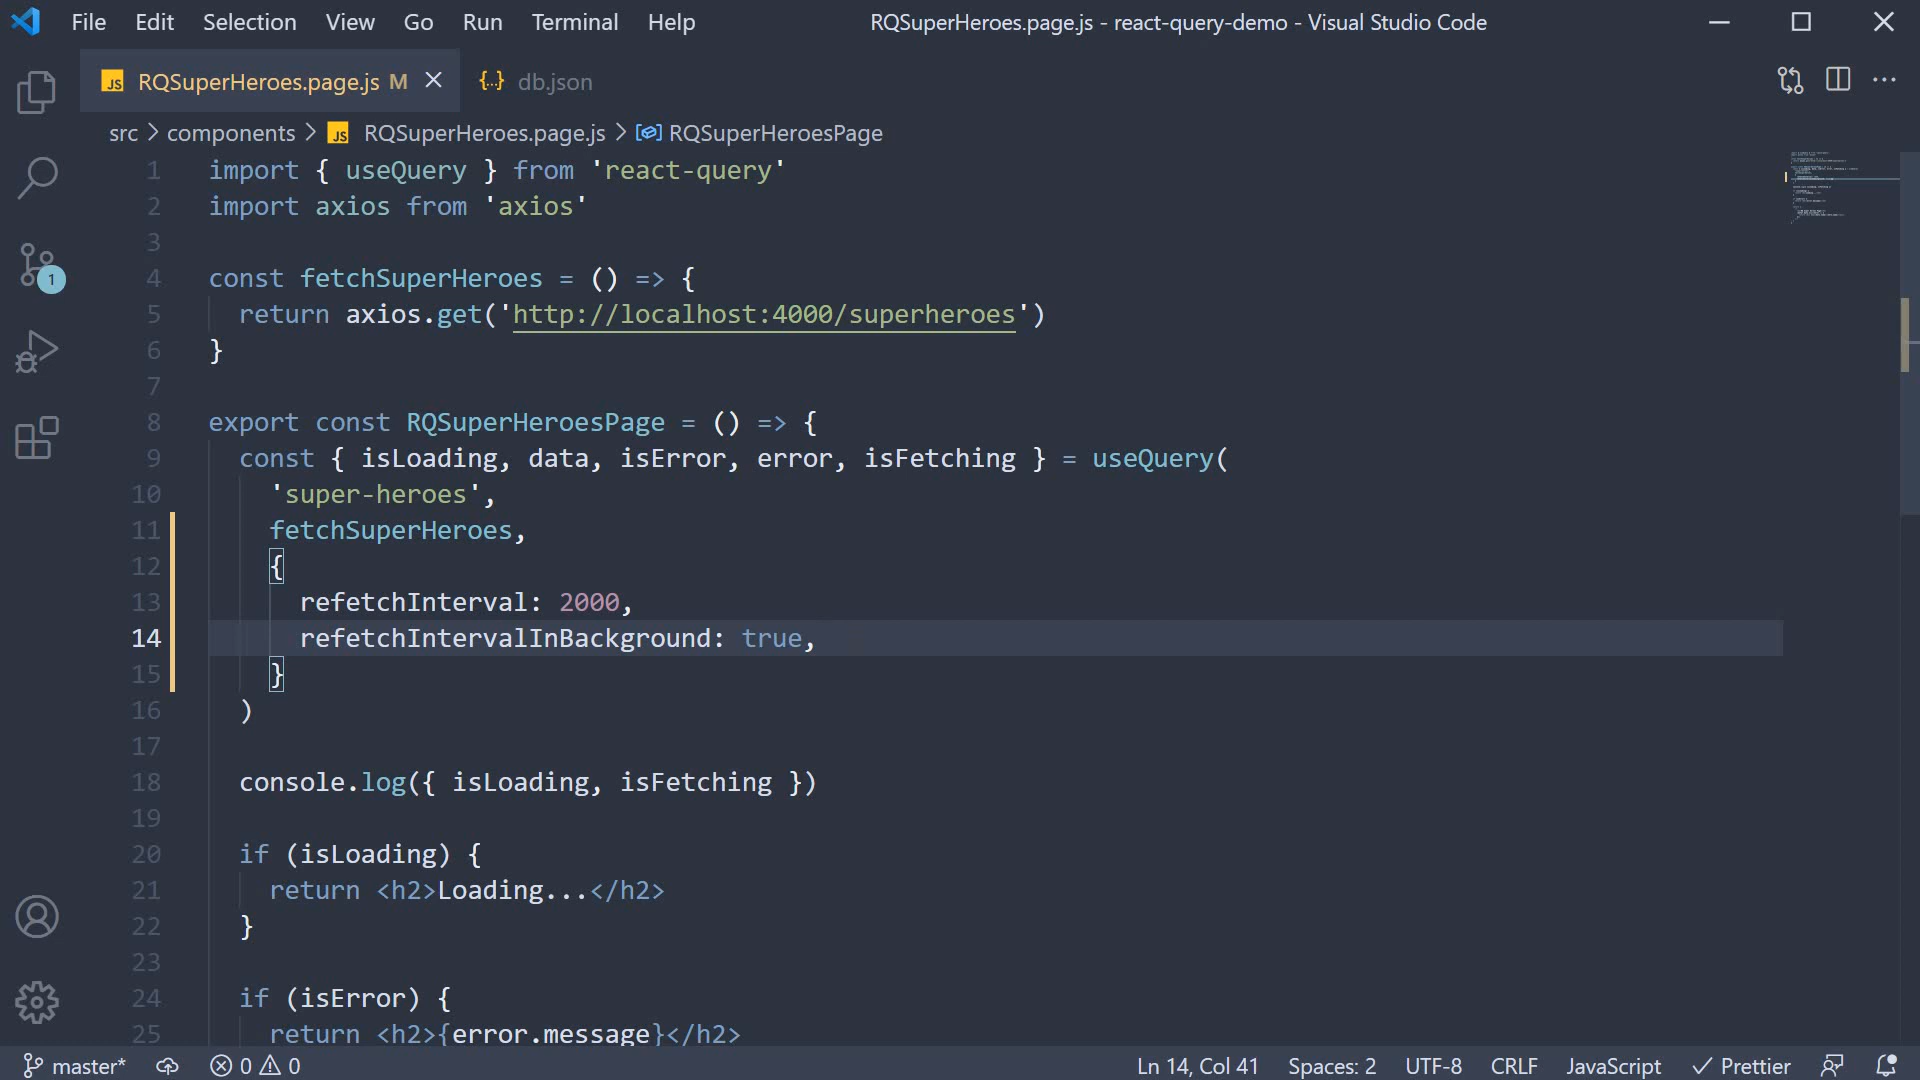 File Edit Selection View Go Run Terminal Help RQSuperHeroes.page.js - react-query-demo - Visual Studio Code
JS RQSuperHeroes.page.js M {..} db.json
src > components > JS RQSuperHeroes.page.js > RQSuperHeroesPage
1 import { useQuery } from 'react-query'
2 import axios from 'axios'
3
4 const fetchSuperHeroes = () => {
5 return axios.get('http://localhost:4000/superheroes')
6 }
7
8 export const RQSuperHeroesPage = () => {
9 const { isLoading, data, isError, error, isFetching } = useQuery(
10 'super-heroes',
11 fetchSuperHeroes,
12 {
13 refetchInterval: 2000,
14 refetchIntervalInBackground: true,
15 }
16 )
17
18 console.log({ isLoading, isFetching })
19
20 if (isLoading) {
21 return <h2>Loading...</h2>
22 }
23
24 if (isError) {
25 return <h2>{error.message}</h2>
1
master* 0 0 Ln 14, Col 41 Spaces: 2 UTF-8 CRLF JavaScript Prettier